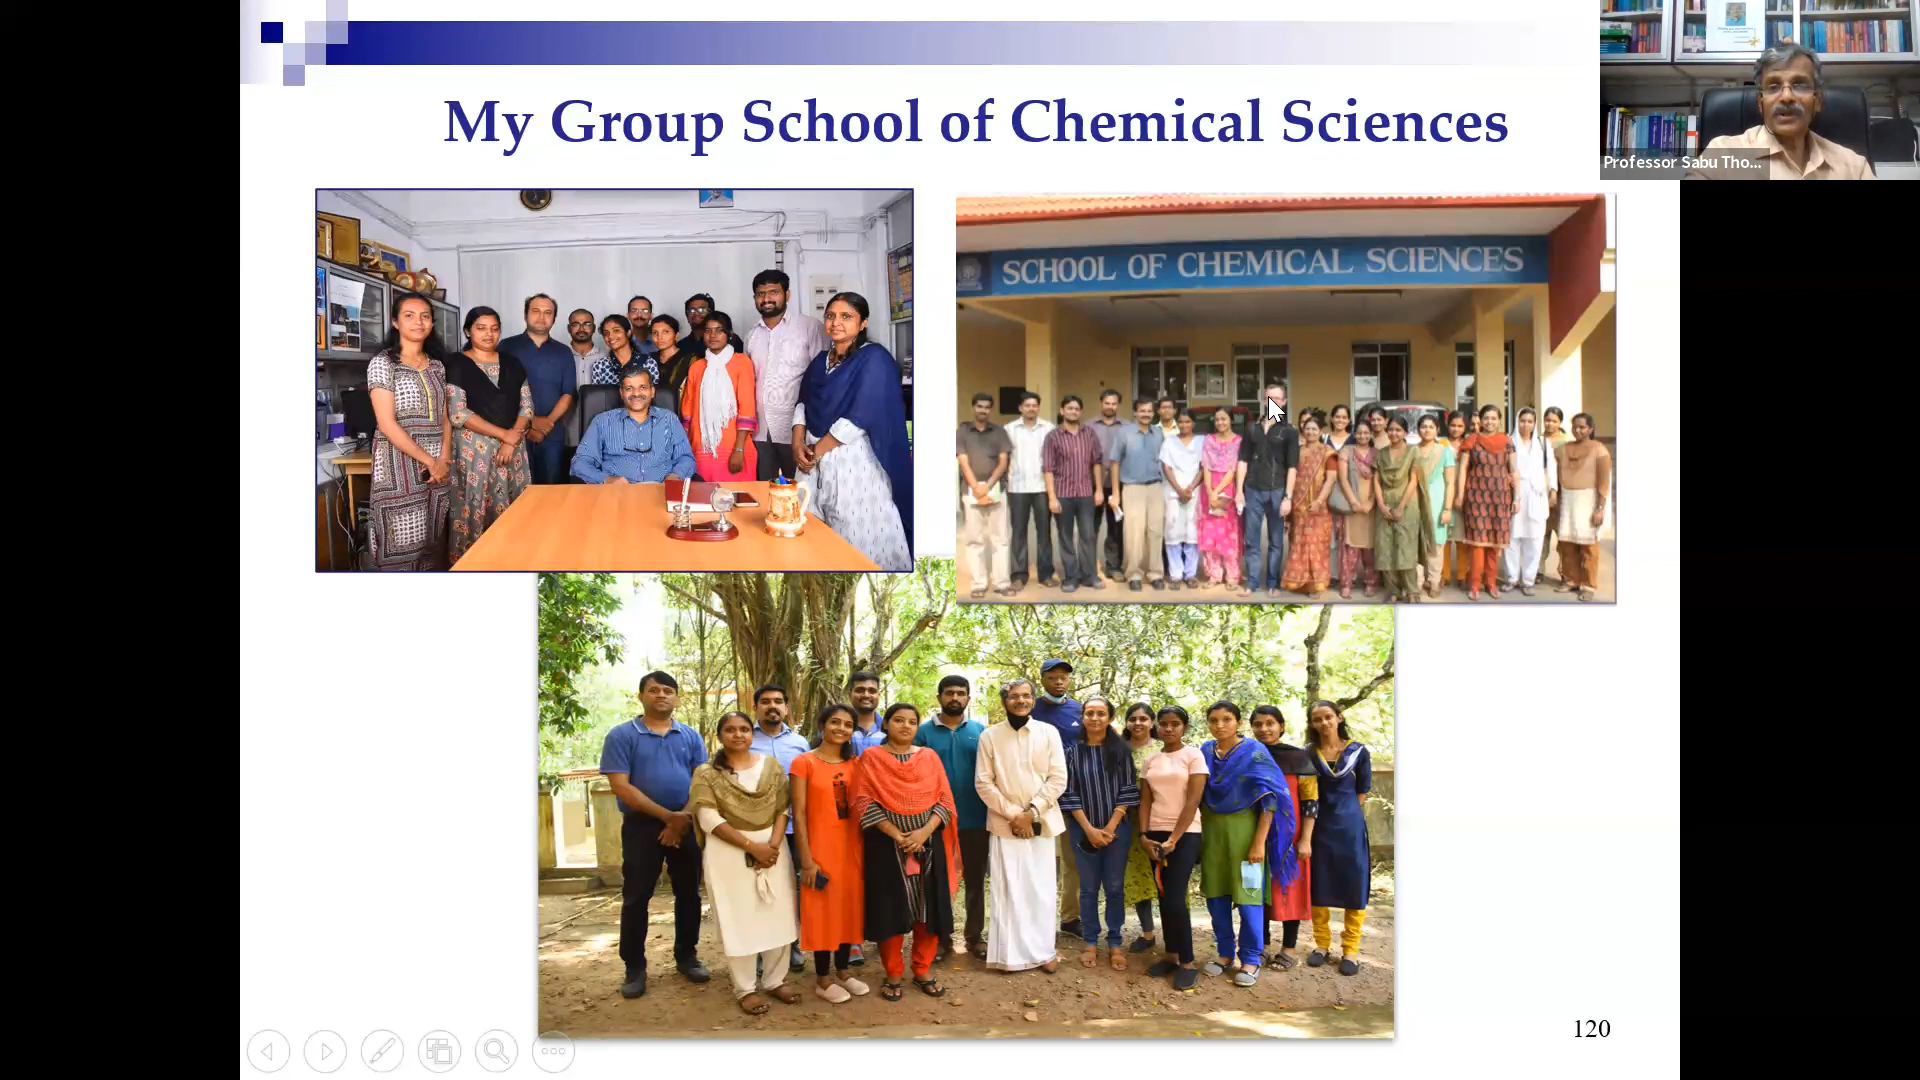 My Group School of Chemical Sciences
Professor Sabu Tho...
SCHOOL OF CHEMICAL SCIENCES
120